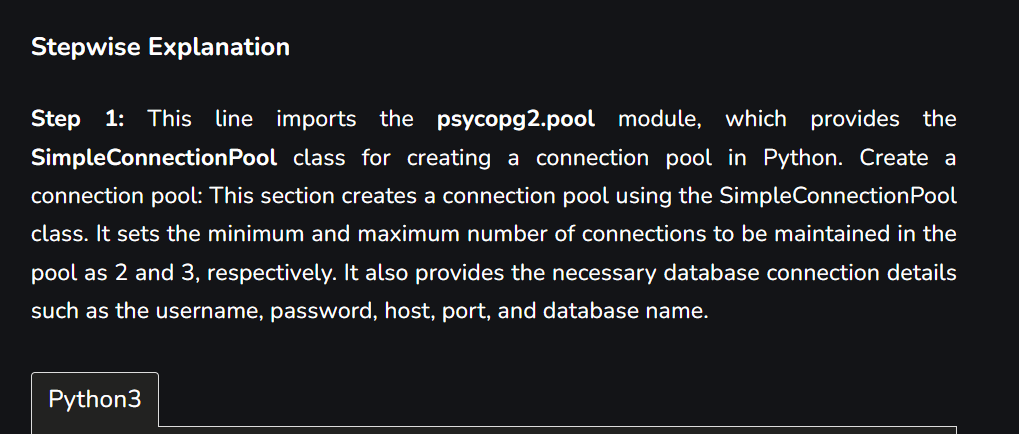 Stepwise Explanation
Step 1: This line imports the psycopg2.pool module, which provides the
SimpleConnectionPool class for creating a connection pool in Python. Create a
connection pool: This section creates a connection pool using the SimpleConnectionPool
class. It sets the minimum and maximum number of connections to be maintained in the
pool as 2 and 3, respectively. It also provides the necessary database connection details
such as the username, password, host, port, and database name.
Python3